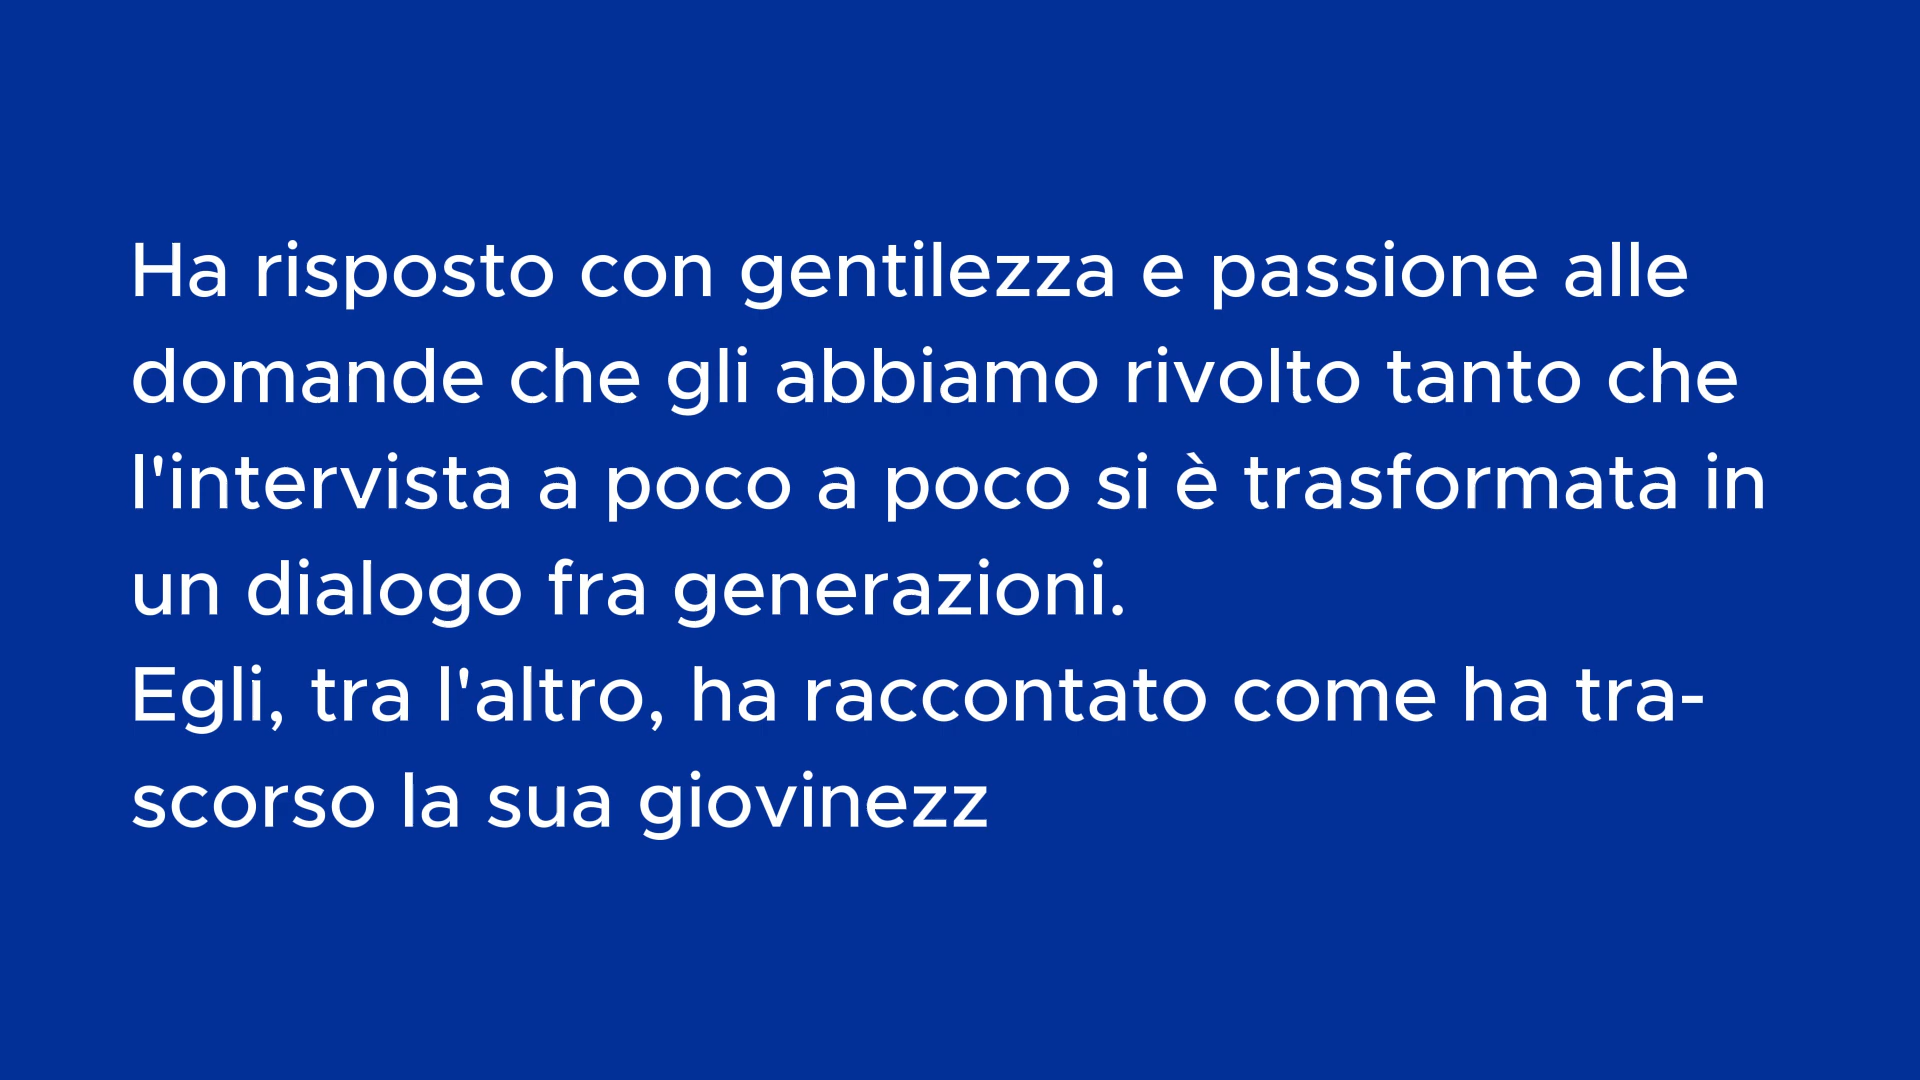 Ha risposto con gentilezza e passione alle
domande che gli abbiamo rivolto tanto che
l'intervista a poco a poco si è trasformata in
un dialogo fra generazioni.
Egli, tra l'altro, ha raccontato come ha tra-
scorso la sua giovinezz